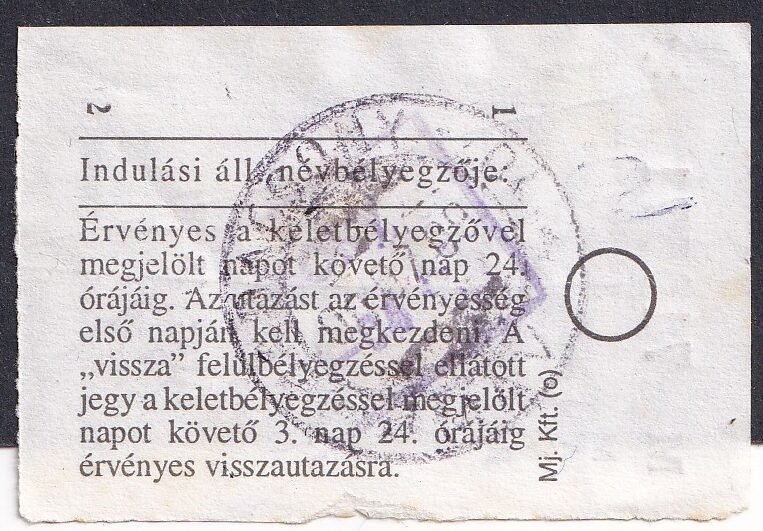 2 1
Indulási áll. névbélyegzője:
Érvényes a keletbélyegzővel
megjelölt napot követő nap 24.
órájáig. Az utazást az érvényesség
első napján kell megkezdeni. A
„vissza” felülbélyegzéssel ellátott
jegy a keletbélyegzéssel megjelölt
napot követő 3. nap 24. órájáig
érvényes visszautazásra.
Mj. Kft. (o)